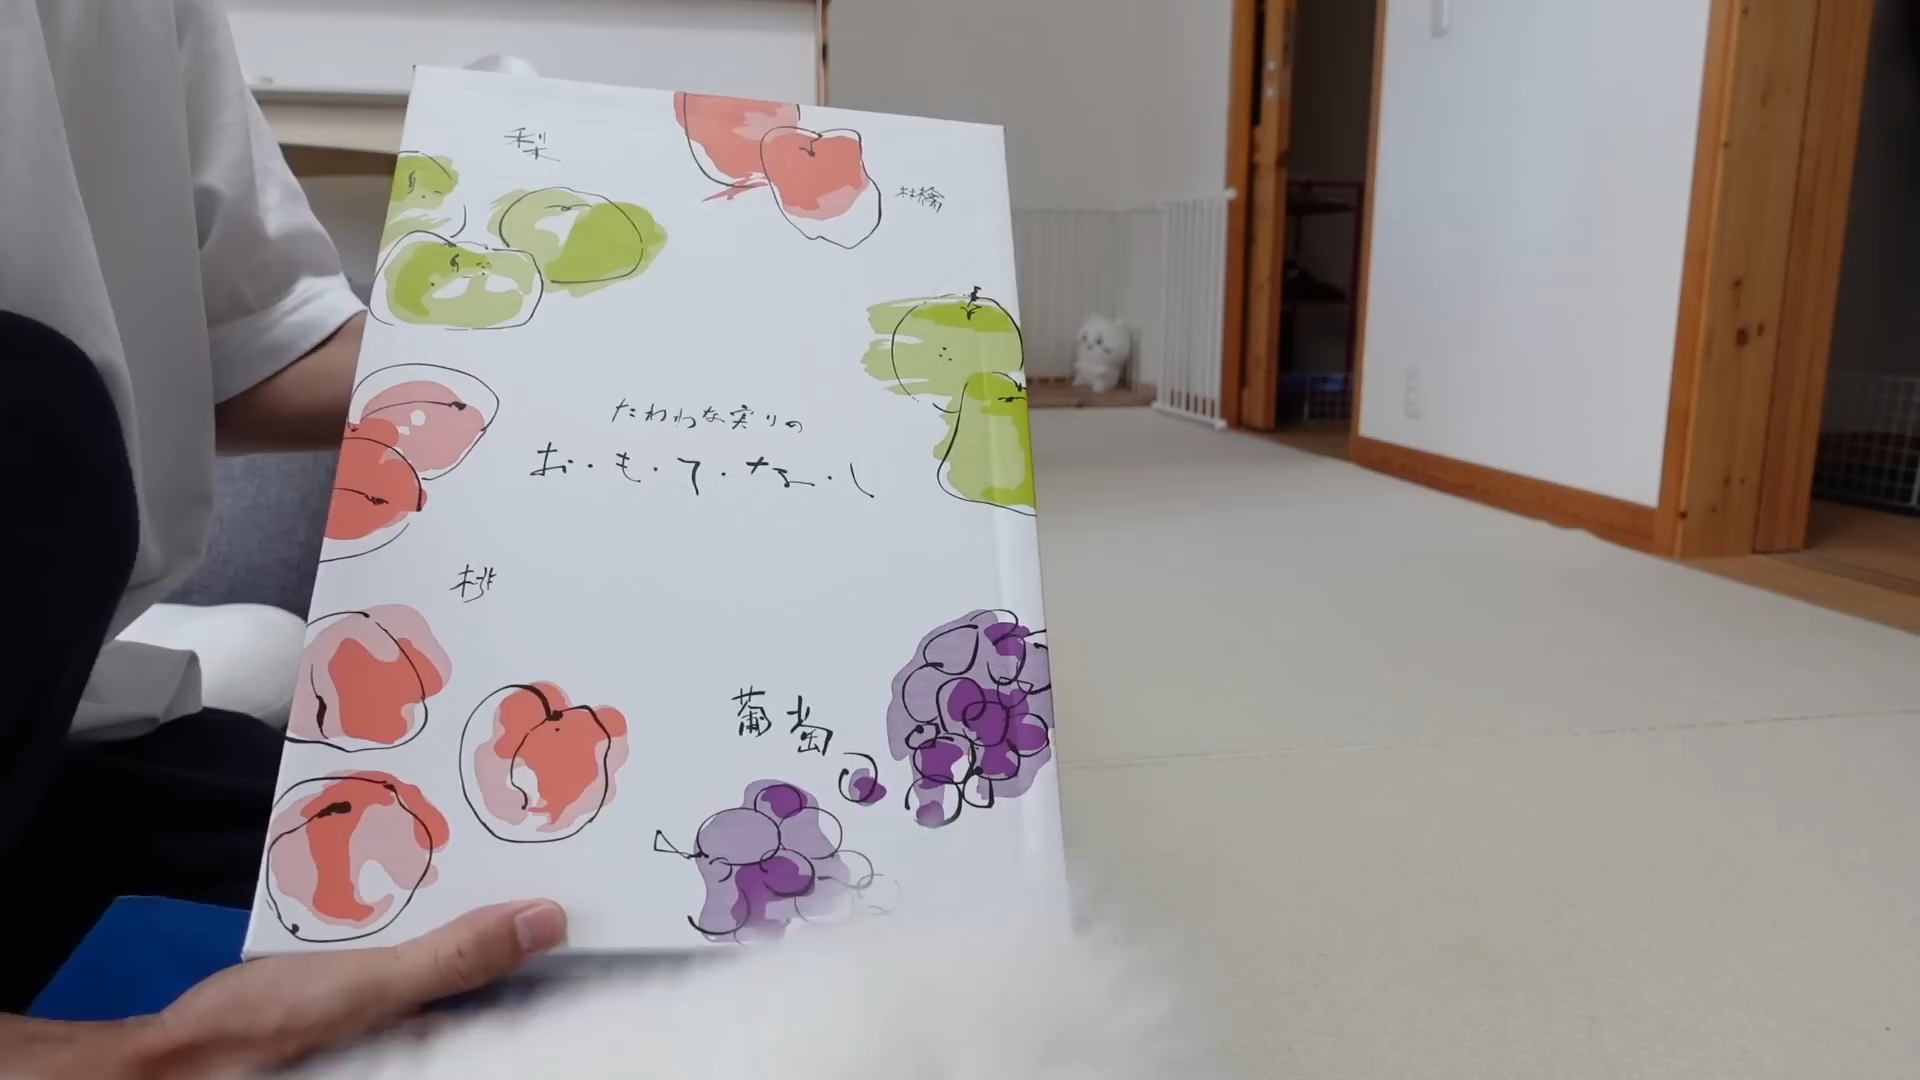 梨
林檎
たわわな実りの
お・も・て・な・し
桃
葡萄